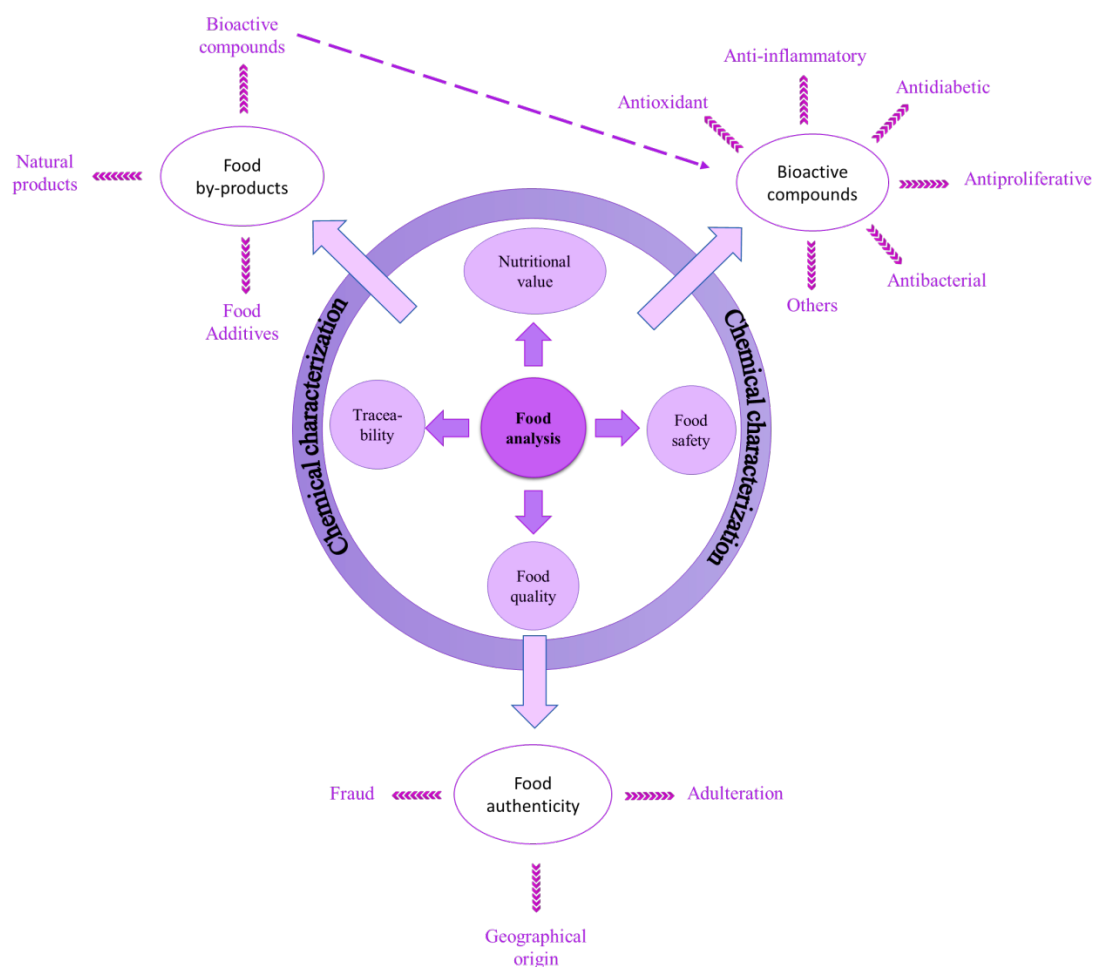 Bioactive
compounds
Natural
products
Food
by-products
Food
Additives
Anti-inflammatory
Antioxidant
Antidiabetic
Bioactive
compounds
Antiproliferative
Antibacterial
Others
Chemical characterization
Nutritional
value
Tracea-
bility
Food
analysis
Food
safety
Food
quality
Chemical characterization
Food
authenticity
Fraud
Adulteration
Geographical
origin